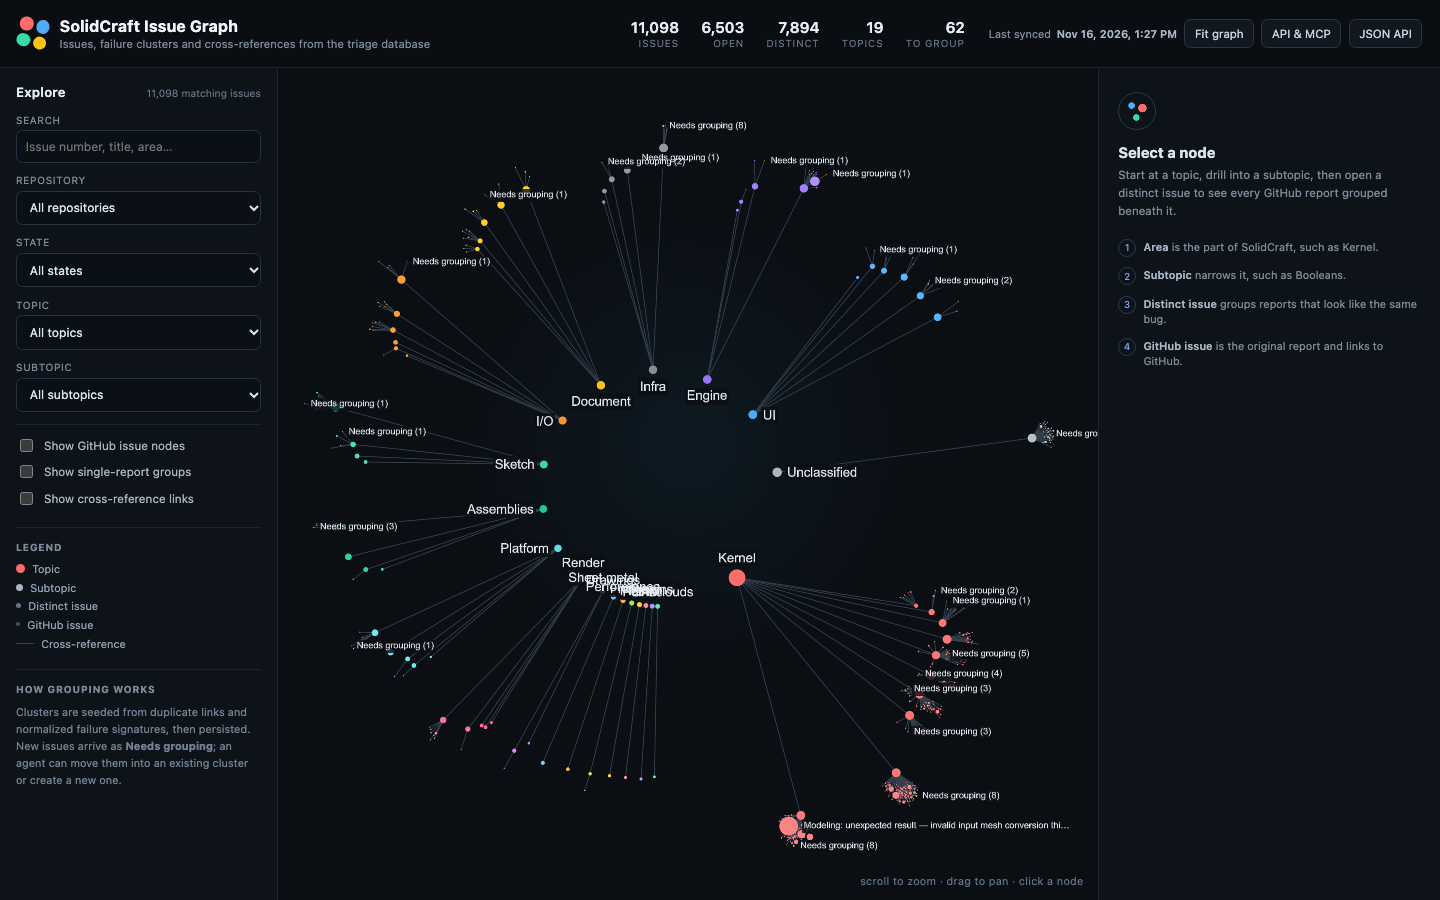 SolidCraft Issue Graph
Issues, failure clusters and cross-references from the triage database
11,098
ISSUES
6,503
OPEN
7,894
DISTINCT
19
TOPICS
62
TO GROUP
Last synced Nov 16, 2026, 1:27 PM
Fit graph
API & MCP
JSON API
Explore
11,098 matching issues
SEARCH
Issue number, title, area...
REPOSITORY
All repositories
STATE
All states
TOPIC
All topics
SUBTOPIC
All subtopics
Show GitHub issue nodes
Show single-report groups
Show cross-reference links
LEGEND
Topic
Subtopic
Distinct issue
GitHub issue
Cross-reference
HOW GROUPING WORKS
Clusters are seeded from duplicate links and
normalized failure signatures, then persisted.
New issues arrive as Needs grouping; an
agent can move them into an existing cluster
or create a new one.
Needs grouping (8)
Needs grouping (1)
Needs grouping (2)
Needs grouping (1)
Needs grouping (1)
Needs grouping (1)
Needs grouping (1)
Needs grouping (1)
Needs grouping (2)
Infra
Document
Engine
UI
I/O
Needs grouping (1)
Needs grouping (1)
Needs gro
Sketch
Unclassified
Assemblies
Needs grouping (3)
Platform
Kernel
Render
Sheet metal
Needs grouping (2)
Needs grouping (1)
Needs grouping (1)
Needs grouping (5)
Needs grouping (4)
Needs grouping (3)
Needs grouping (3)
Needs grouping (8)
Modeling: unexpected result — invalid input mesh conversion thi...
Needs grouping (8)
scroll to zoom · drag to pan · click a node
Select a node
Start at a topic, drill into a subtopic, then open a
distinct issue to see every GitHub report grouped
beneath it.
1 Area is the part of SolidCraft, such as Kernel.
2 Subtopic narrows it, such as Booleans.
3 Distinct issue groups reports that look like the same
bug.
4 GitHub issue is the original report and links to
GitHub.